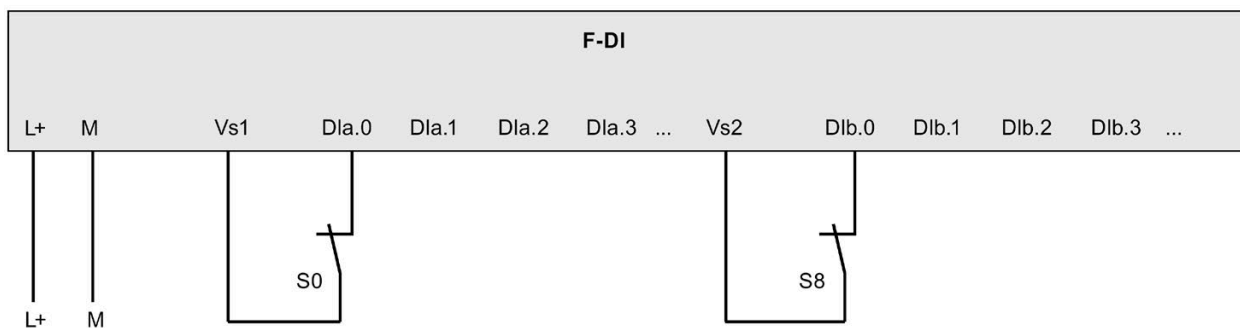 F-DI
L+ M Vs1 DIa.0 DIa.1 DIa.2 DIa.3 ... Vs2 DIb.0 DIb.1 DIb.2 DIb.3 ...
S0 S8
L+ M